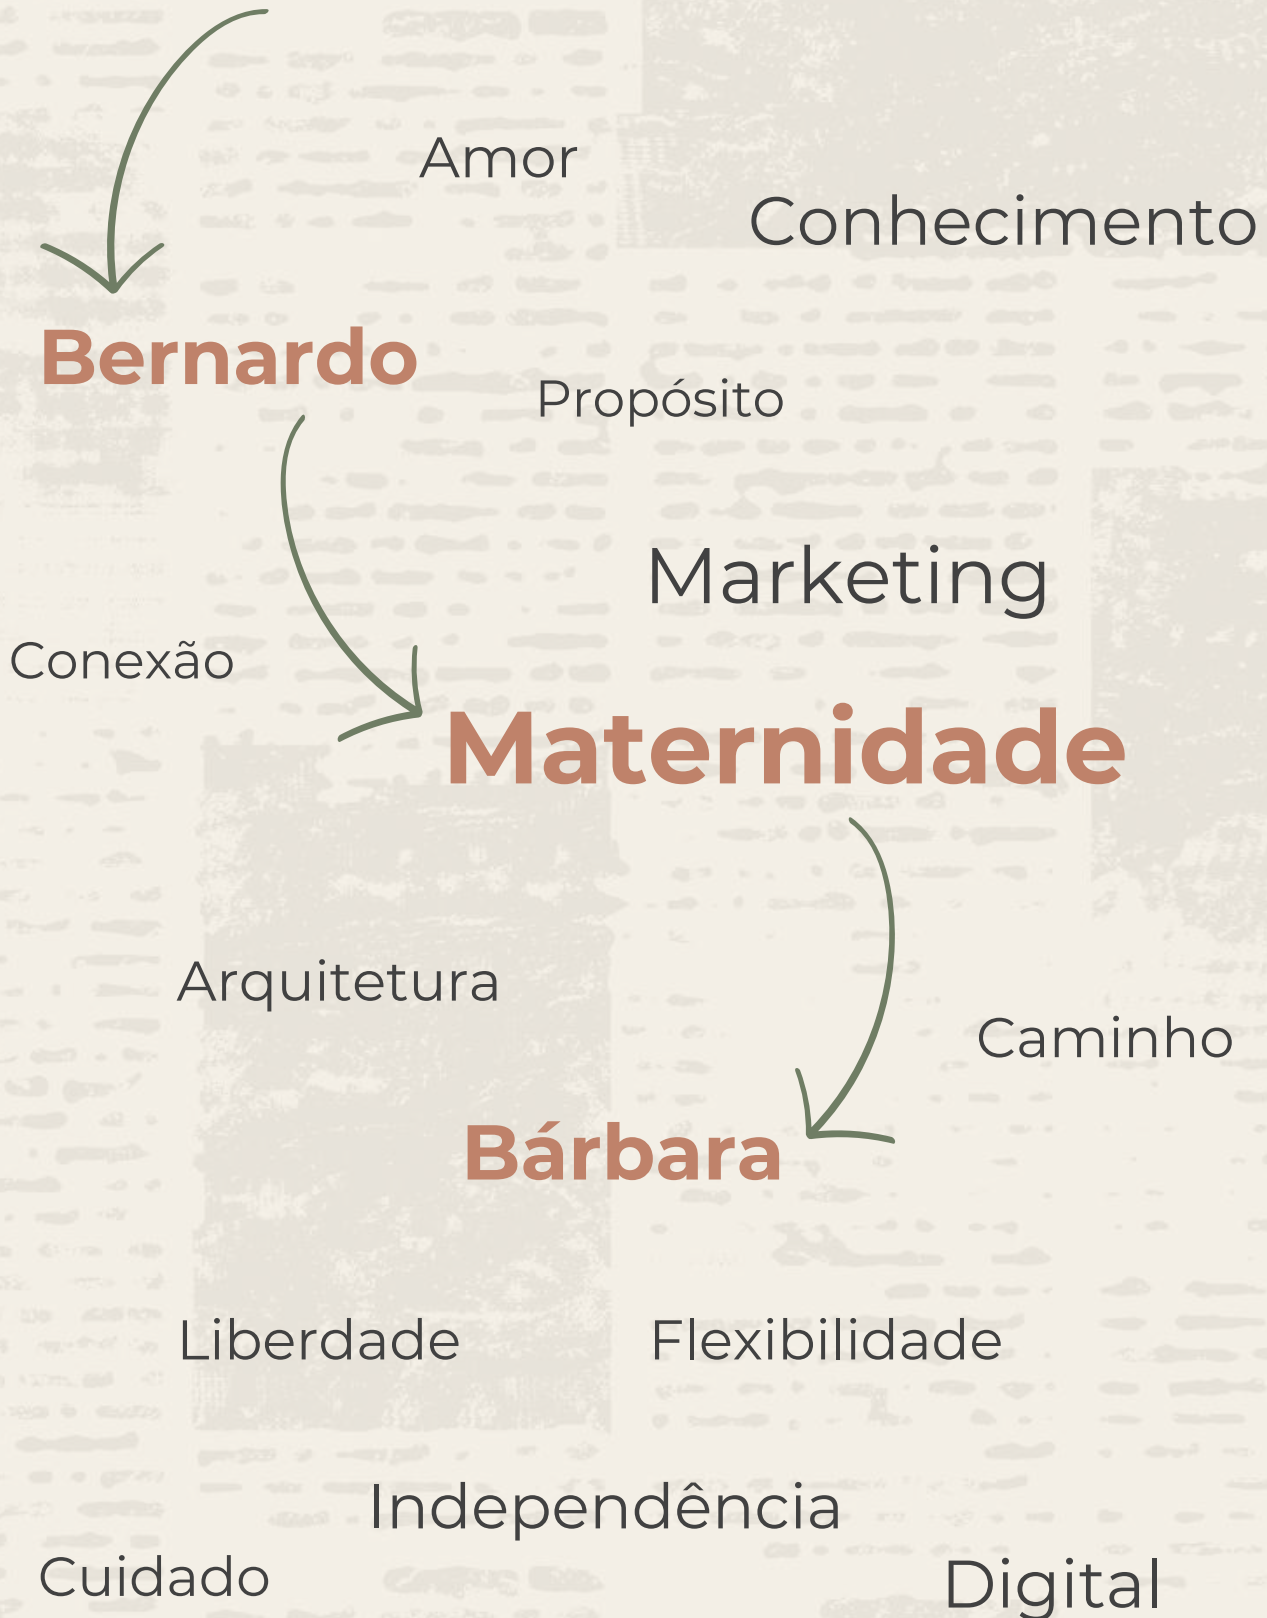 Amor
Conhecimento
Bernardo
Propósito
Marketing
Conexão
Maternidade
Arquitetura
Caminho
Bárbara
Liberdade
Flexibilidade
Independência
Cuidado
Digital